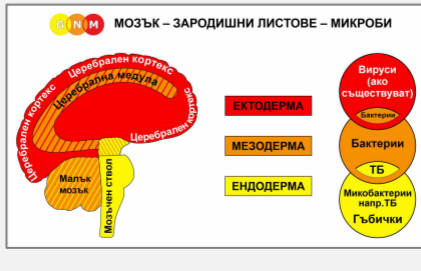 GNM МОЗЪК – ЗАРОДИШНИ ЛИСТОВЕ – МИКРОБИ
Церебрален кортекс
Церебрален кортекс
Церебрален кортекс
Церебрална медула
Малък
мозък
Мозъчен ствол
ЕКТОДЕРМА
МЕЗОДЕРМА
ЕНДОДЕРМА
Вируси
(ако
съществуват)
Бактерии
Бактерии
ТБ
Микобактерии
напр.ТБ
Гъбички